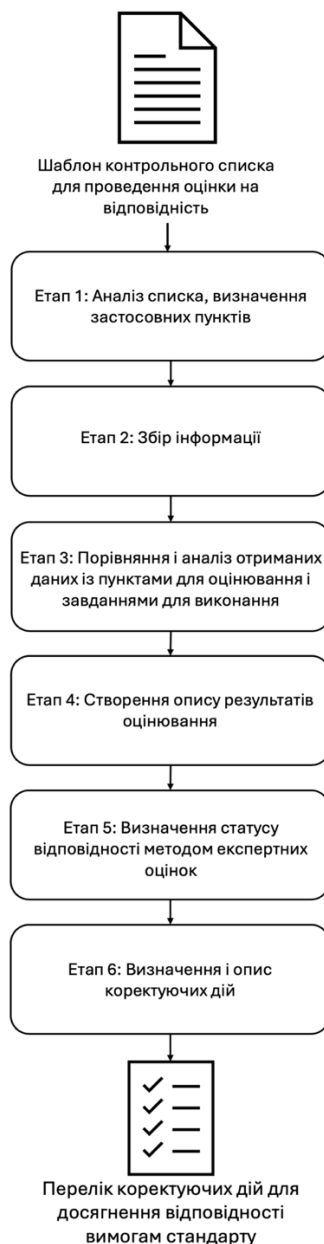 Шаблон контрольного списка
для проведення оцінки на
відповідність
Етап 1: Аналіз списка, визначення
застосовних пунктів
Етап 2: Збір інформації
Етап 3: Порівняння і аналіз отриманих
даних із пунктами для оцінювання і
завданнями для виконання
Етап 4: Створення опису результатів
оцінювання
Етап 5: Визначення статусу
відповідності методом експертних
оцінок
Етап 6: Визначення і опис
коректуючих дій
Перелік коректуючих дій для
досягнення відповідності
вимогам стандарту